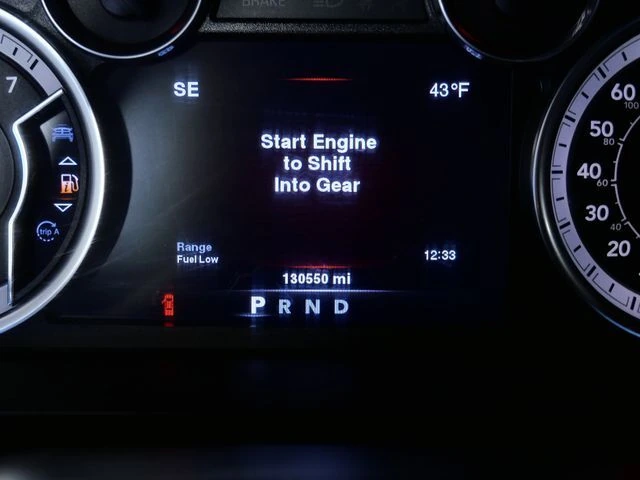 BRAKE
SE
43°F
Start Engine
to Shift
Into Gear
Range
Fuel Low
12:33
130550 mi
P R N D
7
trip A
60
100
50
80
40
60
30
40
20